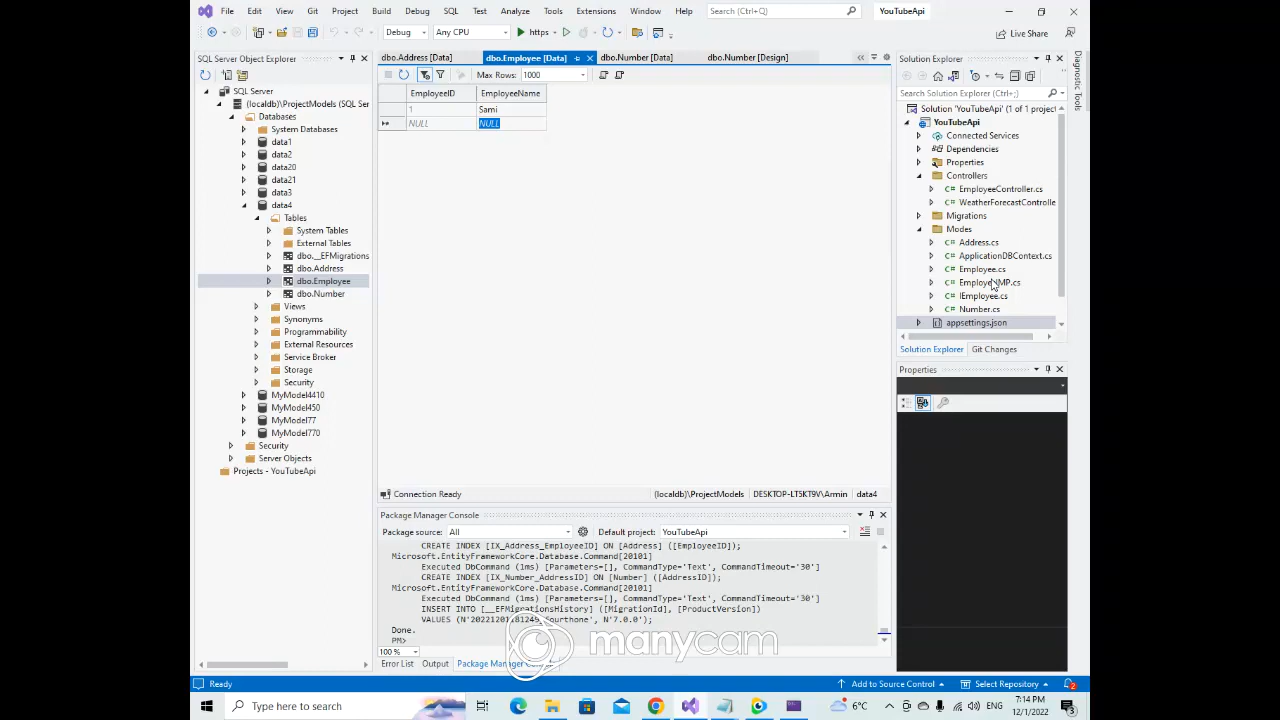 File Edit View Git Project Build Debug SQL Test Analyze Tools Extensions Window Help Search (Ctrl+Q) YouTubeApi
Debug Any CPU https Live Share
SQL Server Object Explorer
SQL Server
(localdb)\ProjectModels (SQL Ser
Databases
System Databases
data1
data2
data20
data21
data3
data4
Tables
System Tables
External Tables
dbo.__EFMigrations
dbo.Address
dbo.Employee
dbo.Number
Views
Synonyms
Programmability
External Resources
Service Broker
Storage
Security
MyModel4410
MyModel450
MyModel77
MyModel770
Security
Server Objects
Projects - YouTubeApi
dbo.Address [Data] dbo.Employee [Data] dbo.Number [Data] dbo.Number [Design]
Max Rows: 1000
EmployeeID EmployeeName
1 Sami
NULL NULL
Connection Ready (localdb)\ProjectModels DESKTOP-LT5KT9V\Armin data4
Package Manager Console
Package source: All Default project: YouTubeApi
CREATE INDEX [IX_Address_EmployeeID] ON [Address] ([EmployeeID]);
Microsoft.EntityFrameworkCore.Database.Command[20101]
Executed DbCommand (1ms) [Parameters=[], CommandType='Text', CommandTimeout='30']
CREATE INDEX [IX_Number_AddressID] ON [Number] ([AddressID]);
Microsoft.EntityFrameworkCore.Database.Command[20101]
Executed DbCommand (1ms) [Parameters=[], CommandType='Text', CommandTimeout='30']
INSERT INTO [__EFMigrationsHistory] ([MigrationId], [ProductVersion])
N'7.0.0');
Done.
PM>
manycam
100 %
Error List Output Package Manager
Solution Explorer
Search Solution Explorer (Ctrl+;)
Solution 'YouTubeApi' (1 of 1 project
YouTubeApi
Connected Services
Dependencies
Properties
Controllers
EmployeeController.cs
WeatherForecastControlle
Migrations
Modes
Address.cs
ApplicationDBContext.cs
Employee.cs
IEmployee.cs
Number.cs
appsettings.json
Solution Explorer Git Changes
Properties
Diagnostic Tools
Ready Add to Source Control Select Repository 2
Type here to search 6°C ENG 7:14 PM
12/1/2022 3